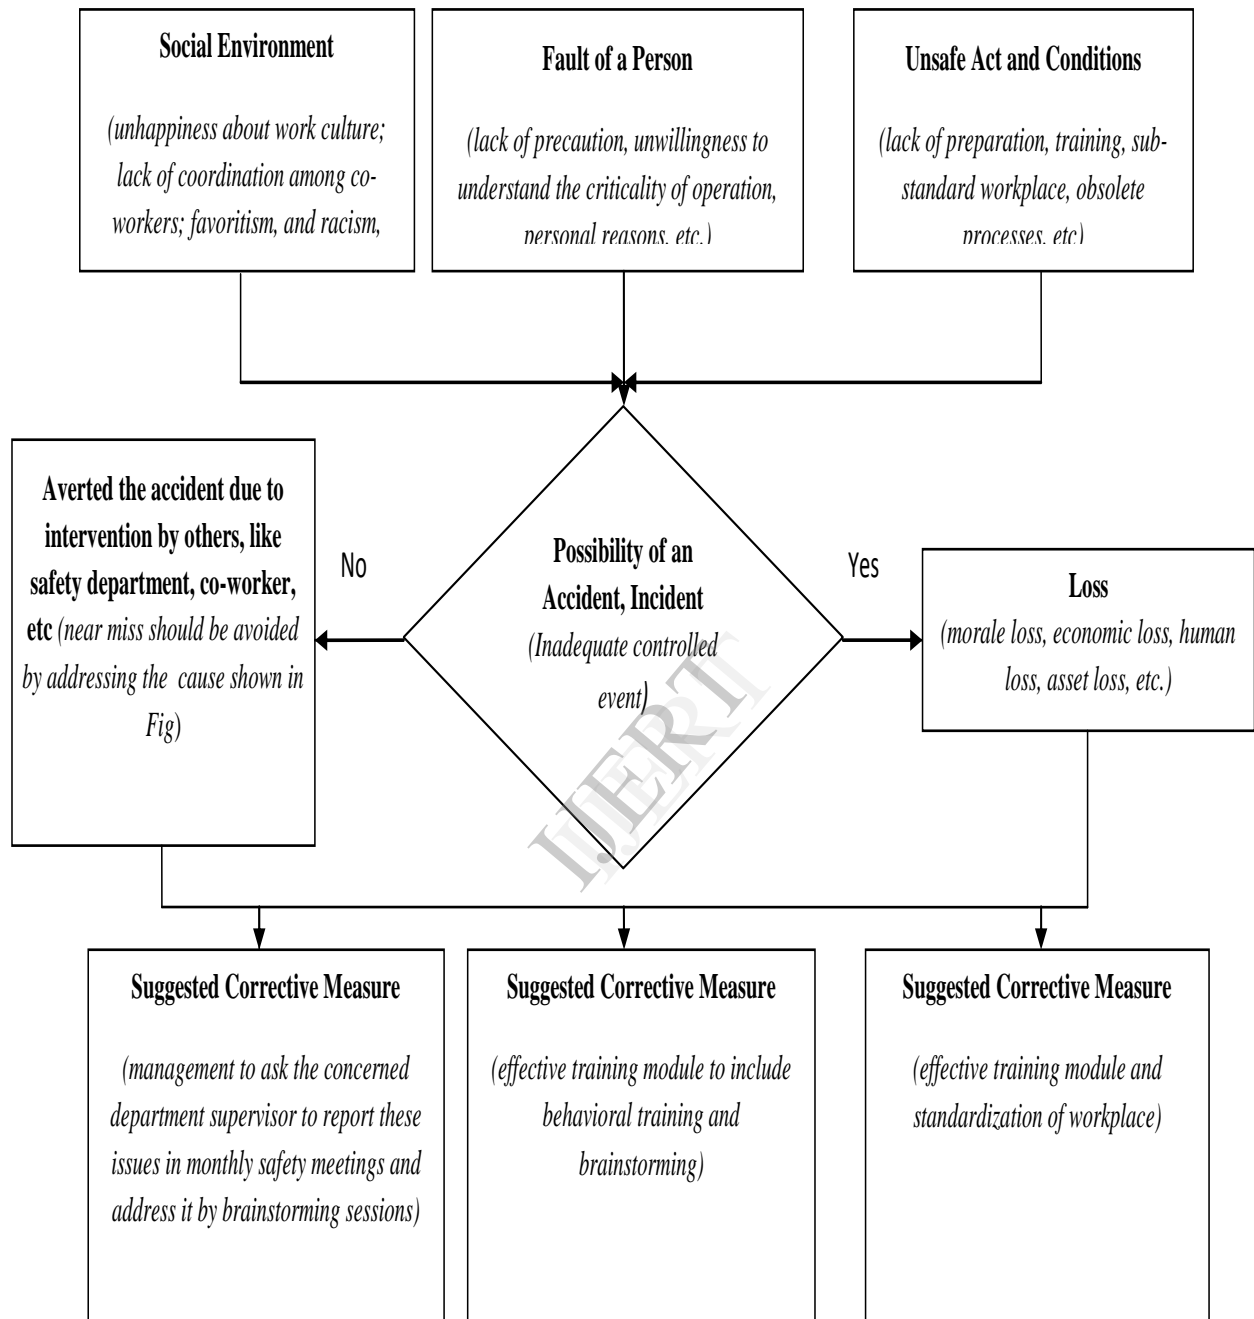 Social Environment
(unhappiness about work culture;
lack of coordination among co-
workers; favoritism, and racism,
Fault of a Person
(lack of precaution, unwillingness to
understand the criticality of operation,
personal reasons, etc.)
Unsafe Act and Conditions
(lack of preparation, training, sub-
standard workplace, obsolete
processes, etc)
Averted the accident due to
intervention by others, like
safety department, co-worker,
etc (near miss should be avoided
by addressing the cause shown in
Fig)
No
Possibility of an
Accident, Incident
(Inadequate controlled
event)
Yes
Loss
(morale loss, economic loss, human
loss, asset loss, etc.)
IJERT
Suggested Corrective Measure
(management to ask the concerned
department supervisor to report these
issues in monthly safety meetings and
address it by brainstorming sessions)
Suggested Corrective Measure
(effective training module to include
behavioral training and
brainstorming)
Suggested Corrective Measure
(effective training module and
standardization of workplace)